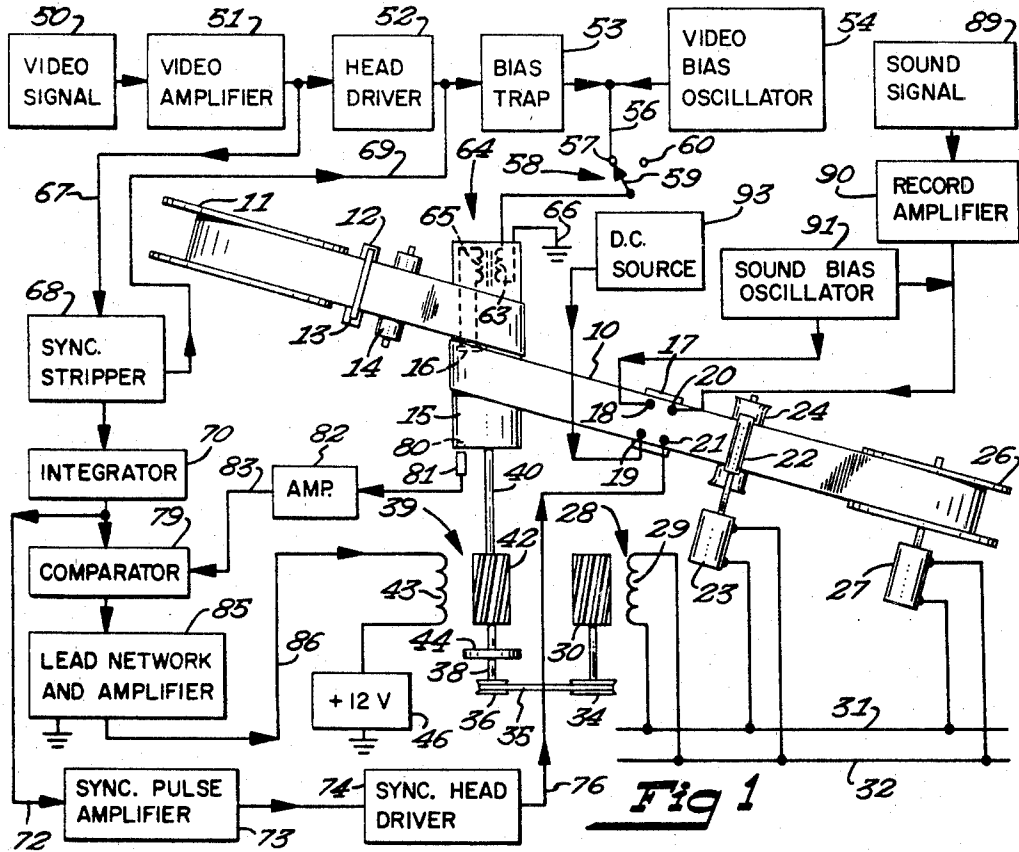 50
51
52
53
54
89
VIDEO
SIGNAL
VIDEO
AMPLIFIER
HEAD
DRIVER
BIAS
TRAP
VIDEO
BIAS
OSCILLATOR
SOUND
SIGNAL
56
57
60
58
59
67
69
64
90
RECORD
AMPLIFIER
11
12
65
66
93
D.C.
SOURCE
91
SOUND BIAS
OSCILLATOR
63
68
13
14
10
SYNC.
STRIPPER
16
17
20
18
24
15
80
19
21
22
26
70
INTEGRATOR
82
83
AMP.
81
40
39
28
29
79
COMPARATOR
42
43
23
27
85
30
LEAD NETWORK
AND AMPLIFIER
86
44
38
+12 V
36
35
34
31
46
32
SYNC. PULSE
AMPLIFIER
74
SYNC. HEAD
DRIVER
76
72
73
Fig 1